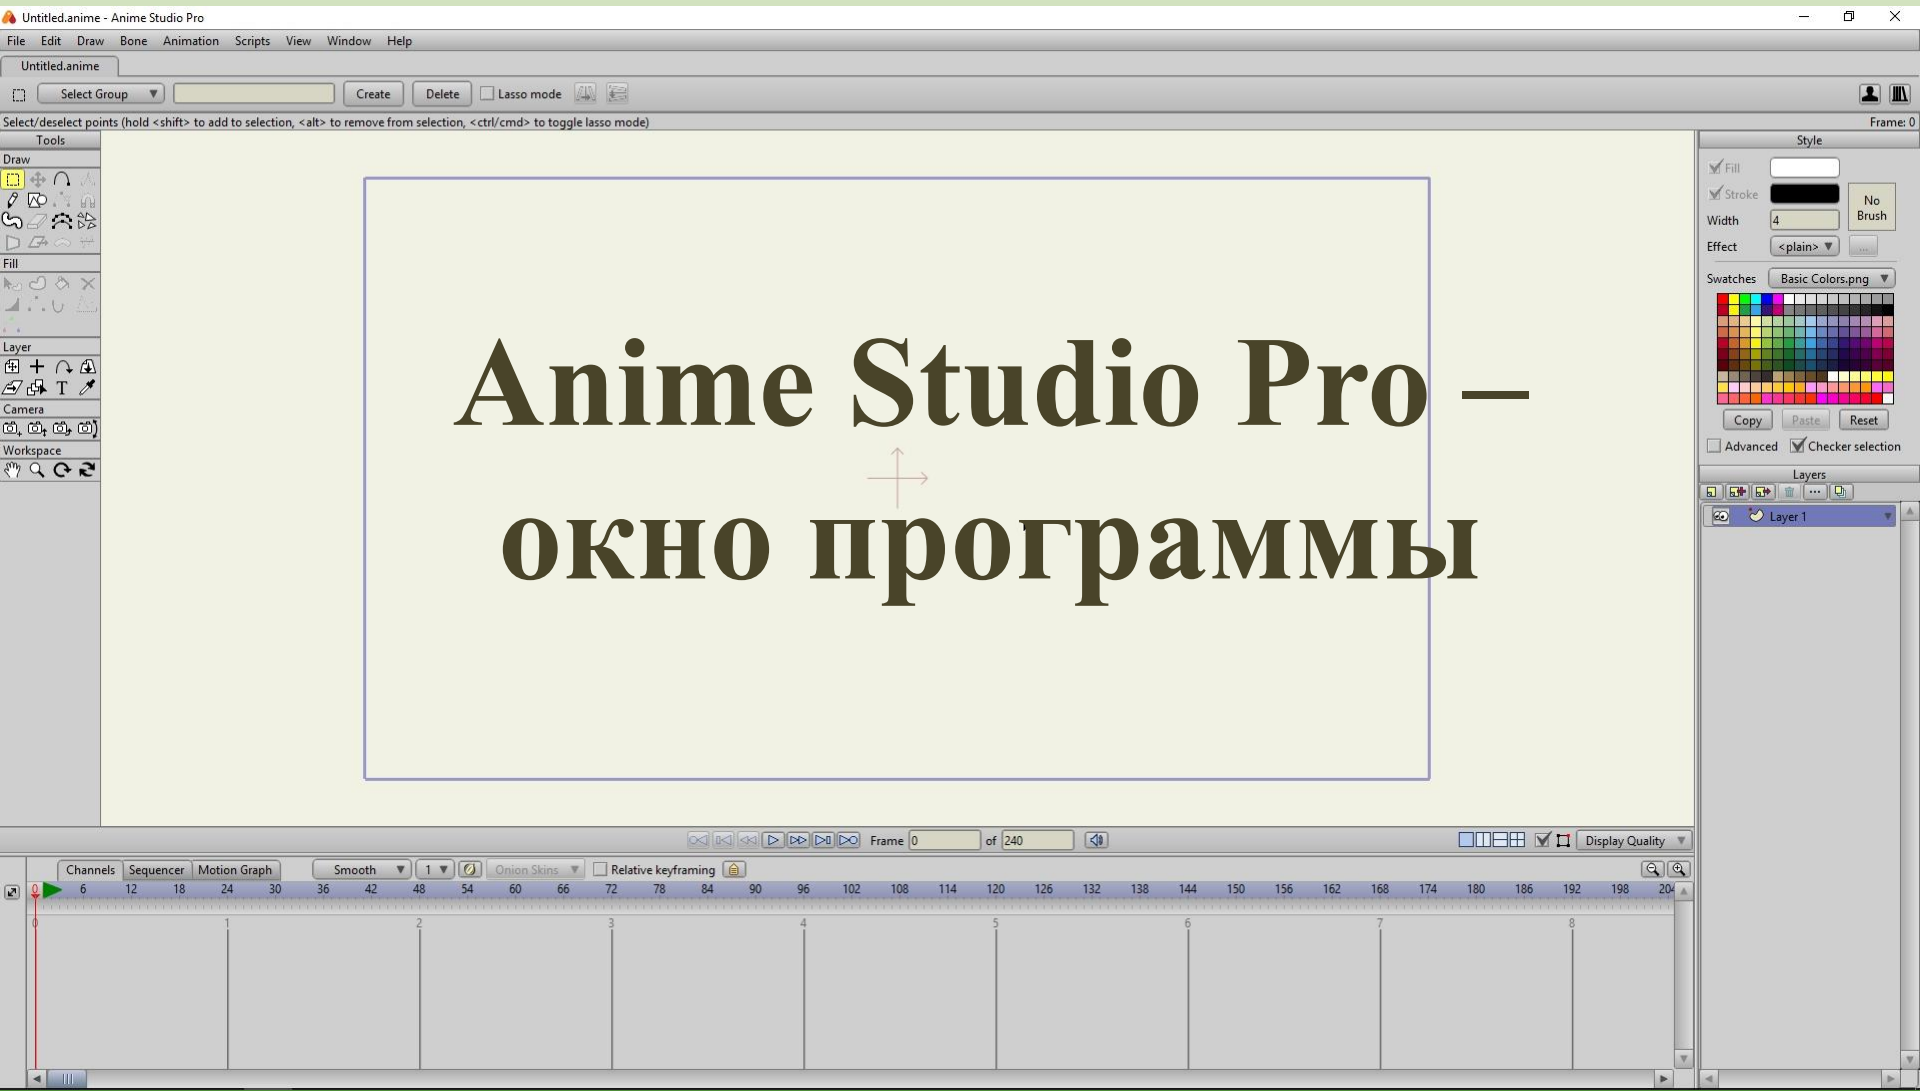 Untitled.anime - Anime Studio Pro
File Edit Draw Bone Animation Scripts View Window Help
Untitled.anime
Select Group Create Delete Lasso mode
Select/deselect points (hold <shift> to add to selection, <alt> to remove from selection, <ctrl/cmd> to toggle lasso mode) Frame: 0
Tools
Draw
Fill
Layer
T
Camera
Workspace
Anime Studio Pro –
окно программы
Style
Fill
Stroke
No
Brush
Width 4
Effect <plain> ...
Swatches Basic Colors.png
Copy Paste Reset
Advanced Checker selection
Layers
...
Layer 1
Frame 0 of 240 Display Quality
Channels Sequencer Motion Graph Smooth 1 Onion Skins Relative keyframing
0 6 12 18 24 30 36 42 48 54 60 66 72 78 84 90 96 102 108 114 120 126 132 138 144 150 156 162 168 174 180 186 192 198 204
0 1 2 3 4 5 6 7 8